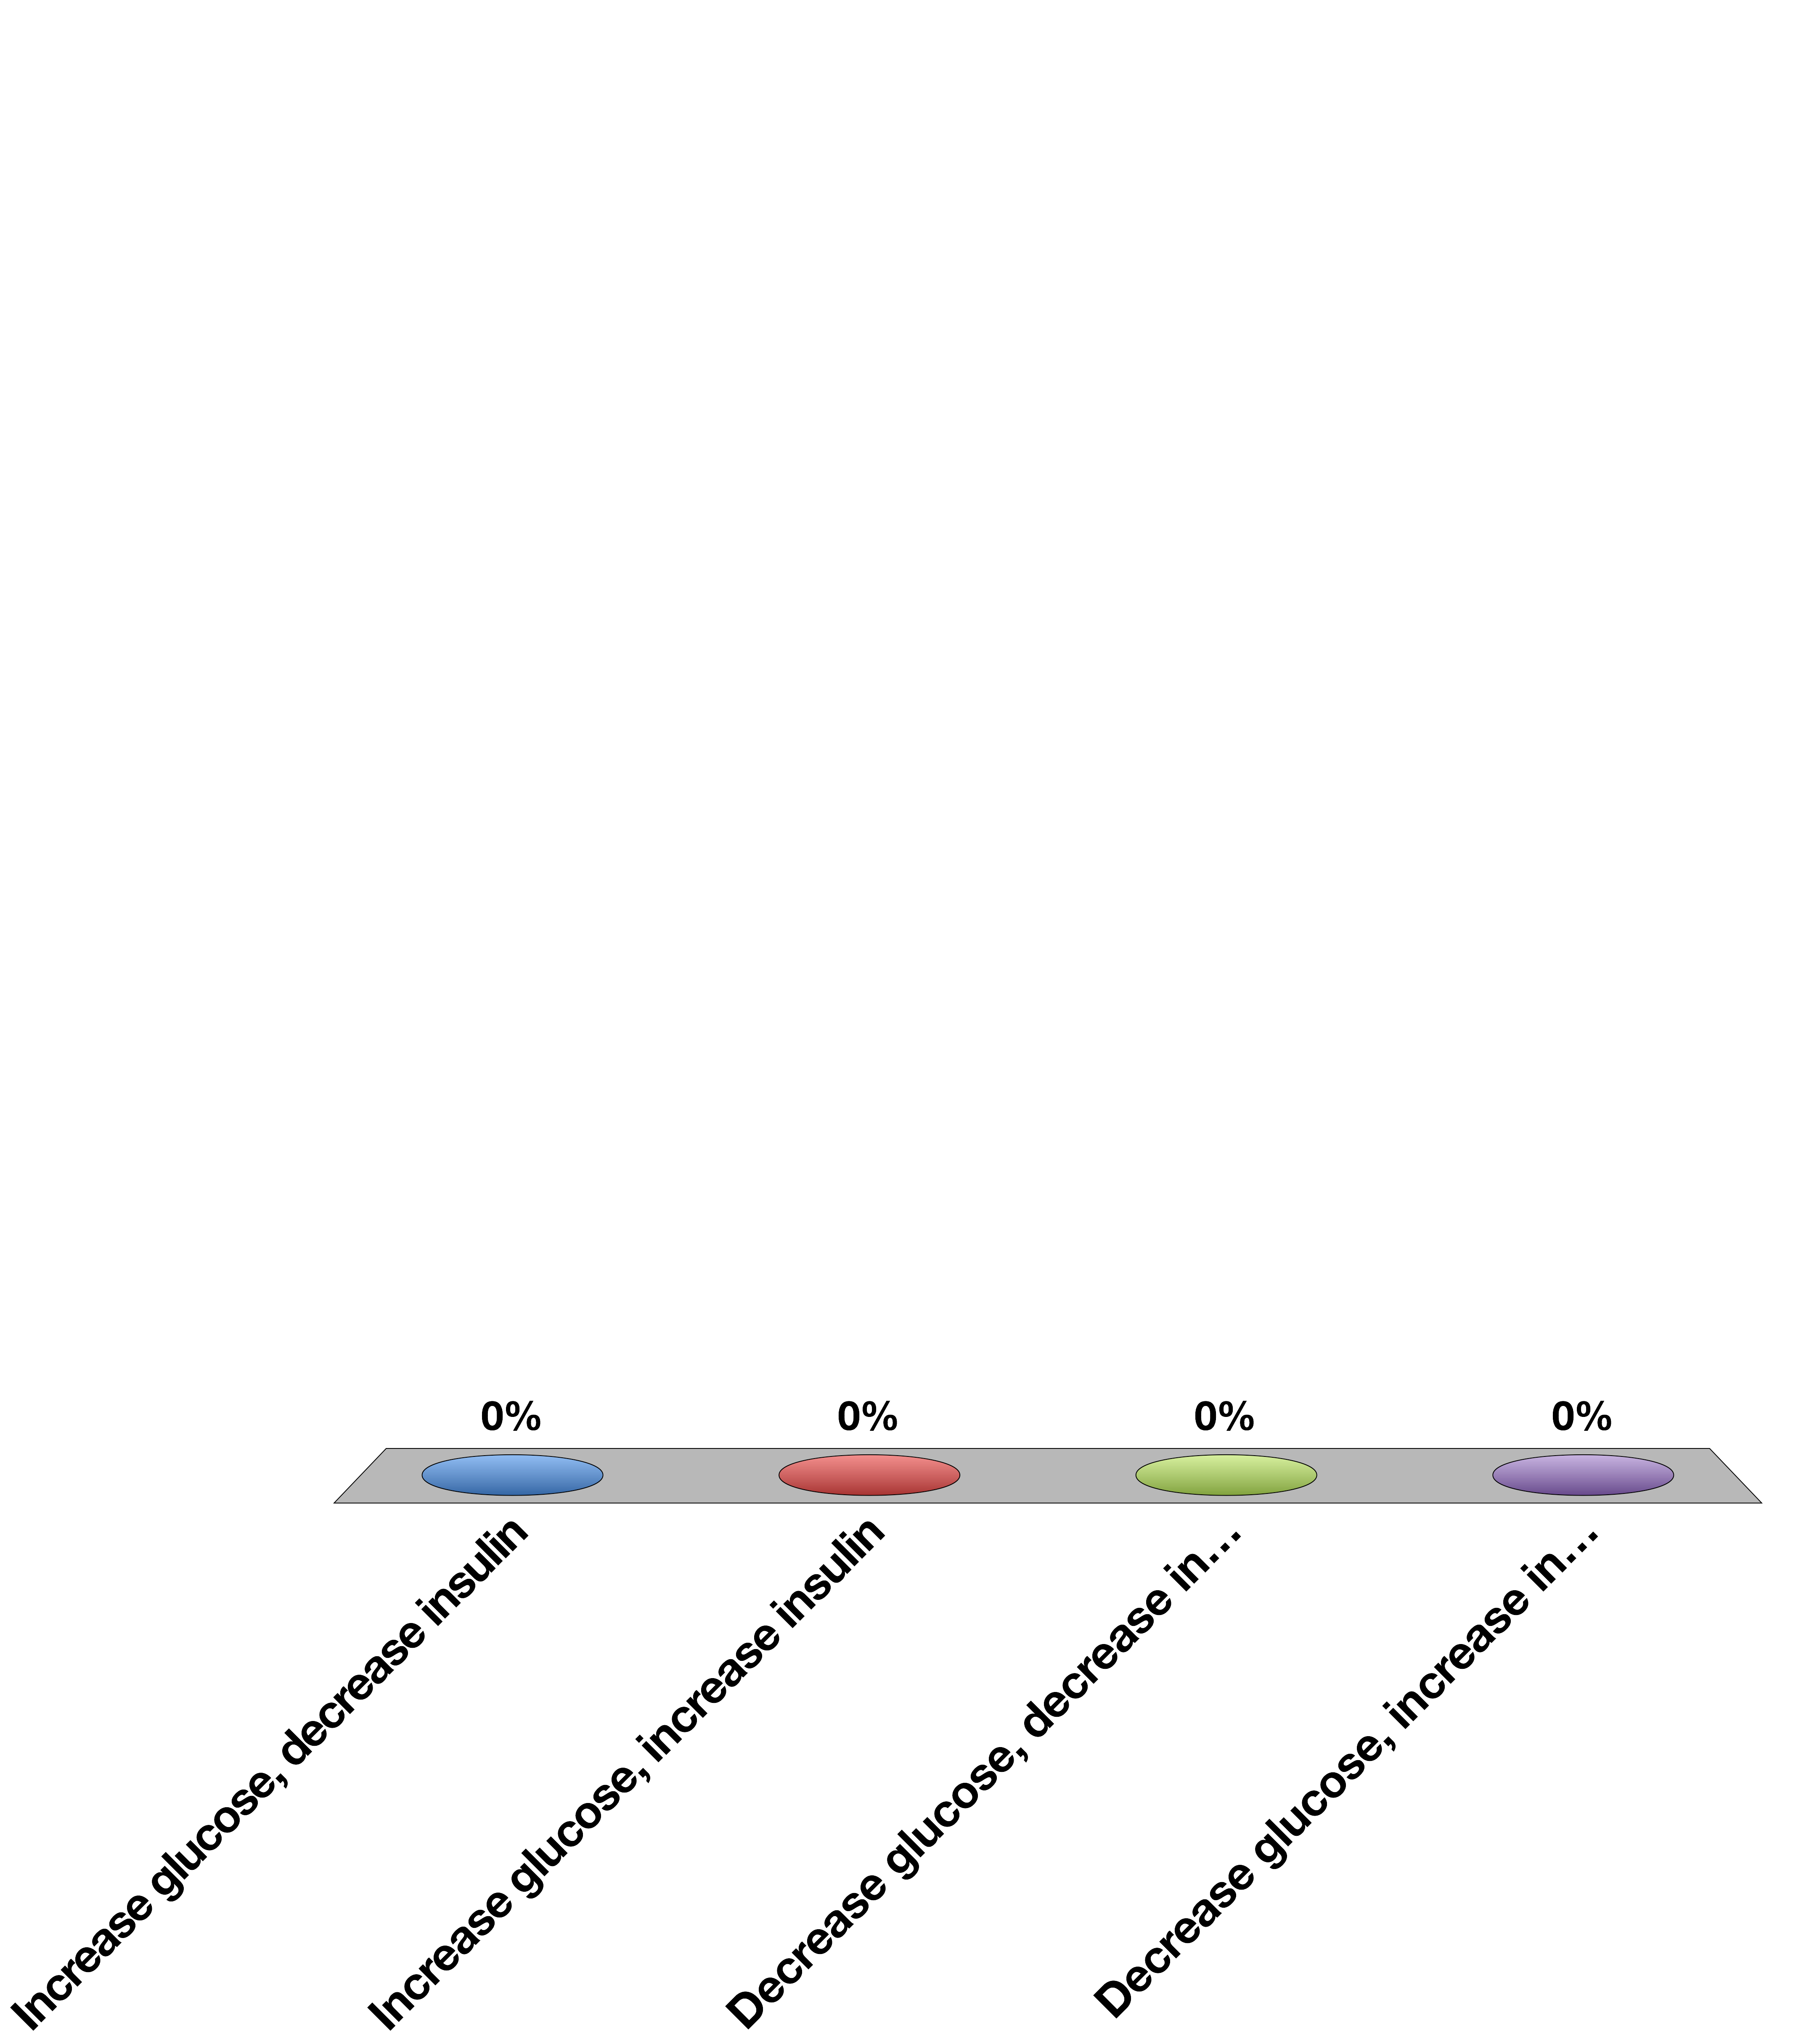 0%
0%
0%
0%
Increase glucose, decrease insulin
Increase glucose, increase insulin
Decrease glucose, decrease in...
Decrease glucose, increase in...